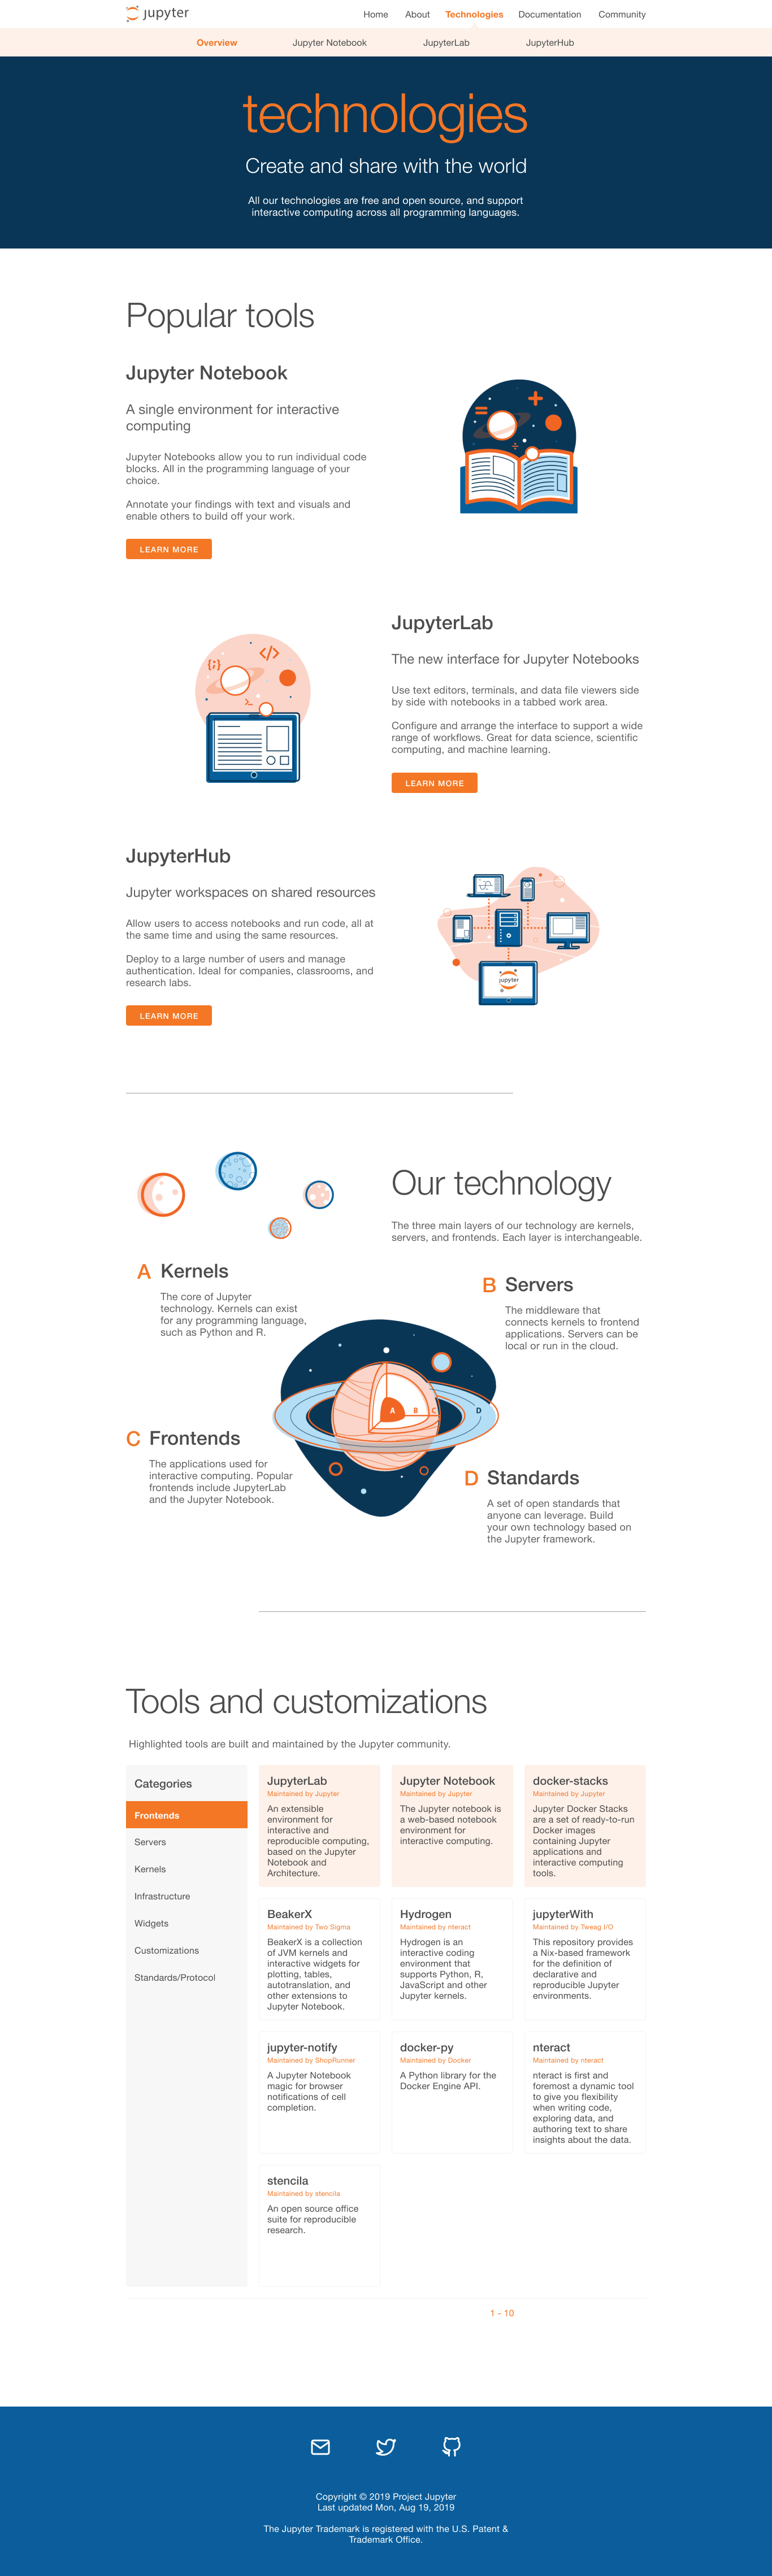 jupyter
Home About Technologies Documentation Community
Overview Jupyter Notebook JupyterLab JupyterHub
technologies
Create and share with the world
All our technologies are free and open source, and support
interactive computing across all programming languages.
Popular tools
Jupyter Notebook
A single environment for interactive
computing
Jupyter Notebooks allow you to run individual code
blocks. All in the programming language of your
choice.
Annotate your findings with text and visuals and
enable others to build off your work.
LEARN MORE
JupyterLab
The new interface for Jupyter Notebooks
Use text editors, terminals, and data file viewers side
by side with notebooks in a tabbed work area.
Configure and arrange the interface to support a wide
range of workflows. Great for data science, scientific
computing, and machine learning.
LEARN MORE
JupyterHub
Jupyter workspaces on shared resources
Allow users to access notebooks and run code, all at
the same time and using the same resources.
Deploy to a large number of users and manage
authentication. Ideal for companies, classrooms, and
research labs.
LEARN MORE
jupyter
Our technology
The three main layers of our technology are kernels,
servers, and frontends. Each layer is interchangeable.
A Kernels
The core of Jupyter
technology. Kernels can exist
for any programming language,
such as Python and R.
B Servers
The middleware that
connects kernels to frontend
applications. Servers can be
local or run in the cloud.
A B C D
C Frontends
The applications used for
interactive computing. Popular
frontends include JupyterLab
and the Jupyter Notebook.
D Standards
A set of open standards that
anyone can leverage. Build
your own technology based on
the Jupyter framework.
Tools and customizations
Highlighted tools are built and maintained by the Jupyter community.
Categories
Frontends
Servers
Kernels
Infrastructure
Widgets
Customizations
Standards/Protocol
JupyterLab
Maintained by Jupyter
An extensible
environment for
interactive and
reproducible computing,
based on the Jupyter
Notebook and
Architecture.
Jupyter Notebook
Maintained by Jupyter
The Jupyter notebook is
a web-based notebook
environment for
interactive computing.
docker-stacks
Maintained by Jupyter
Jupyter Docker Stacks
are a set of ready-to-run
Docker images
containing Jupyter
applications and
interactive computing
tools.
BeakerX
Maintained by Two Sigma
BeakerX is a collection
of JVM kernels and
interactive widgets for
plotting, tables,
autotranslation, and
other extensions to
Jupyter Notebook.
Hydrogen
Maintained by nteract
Hydrogen is an
interactive coding
environment that
supports Python, R,
JavaScript and other
Jupyter kernels.
jupyterWith
Maintained by Tweag I/O
This repository provides
a Nix-based framework
for the definition of
declarative and
reproducible Jupyter
environments.
jupyter-notify
Maintained by ShopRunner
A Jupyter Notebook
magic for browser
notifications of cell
completion.
docker-py
Maintained by Docker
A Python library for the
Docker Engine API.
nteract
Maintained by nteract
nteract is first and
foremost a dynamic tool
to give you flexibility
when writing code,
exploring data, and
authoring text to share
insights about the data.
stencila
Maintained by stencila
An open source office
suite for reproducible
research.
1 - 10
Copyright © 2019 Project Jupyter
Last updated Mon, Aug 19, 2019
The Jupyter Trademark is registered with the U.S. Patent &
Trademark Office.